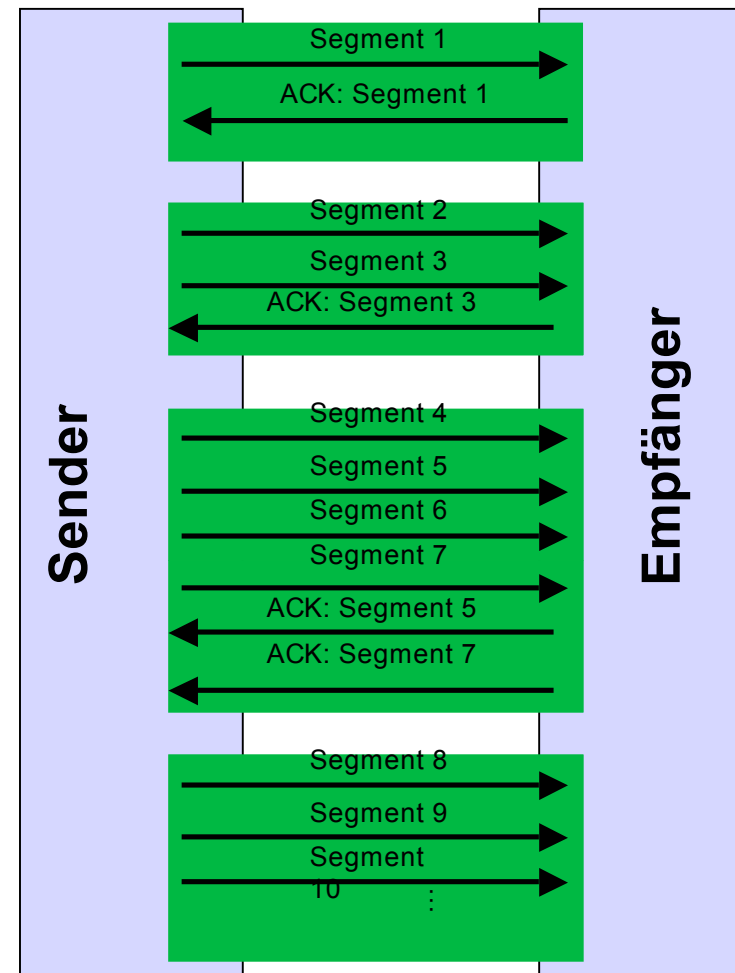 Segment 1
ACK: Segment 1
Segment 2
Segment 3
ACK: Segment 3
Segment 4
Segment 5
Segment 6
Segment 7
ACK: Segment 5
ACK: Segment 7
Segment 8
Segment 9
Segment
10 ⋮
Sender
Empfänger